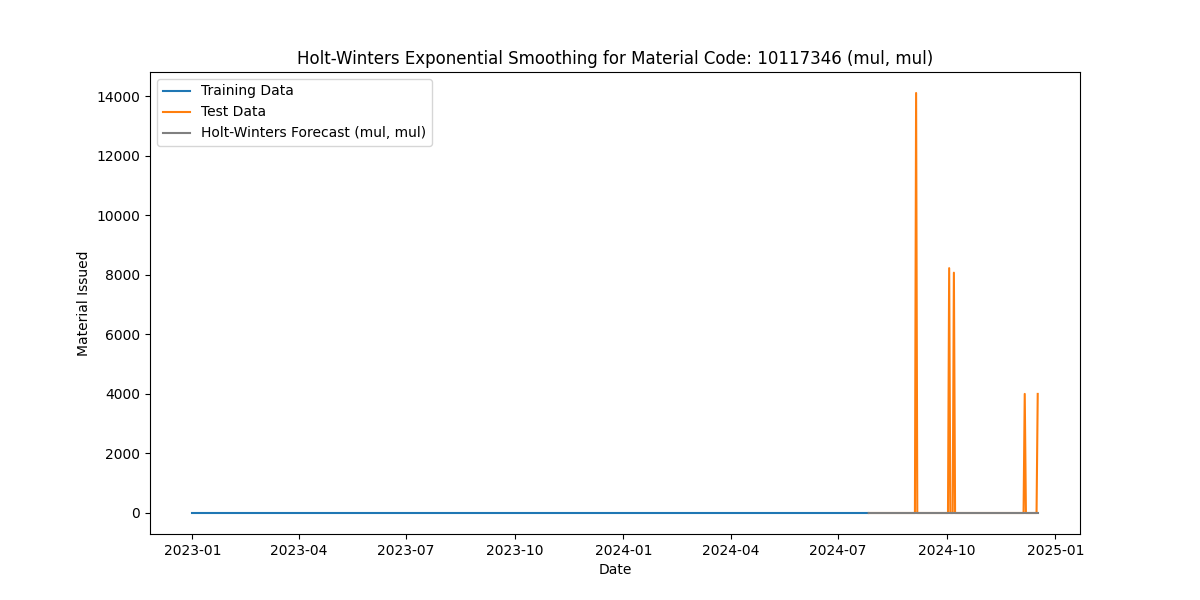 Holt-Winters Exponential Smoothing for Material Code: 10117346 (mul, mul)
Training Data
Test Data
Holt-Winters Forecast (mul, mul)
14000
12000
10000
8000
6000
4000
2000
0
Material Issued
2023-01 2023-04 2023-07 2023-10 2024-01 2024-04 2024-07 2024-10 2025-01
Date